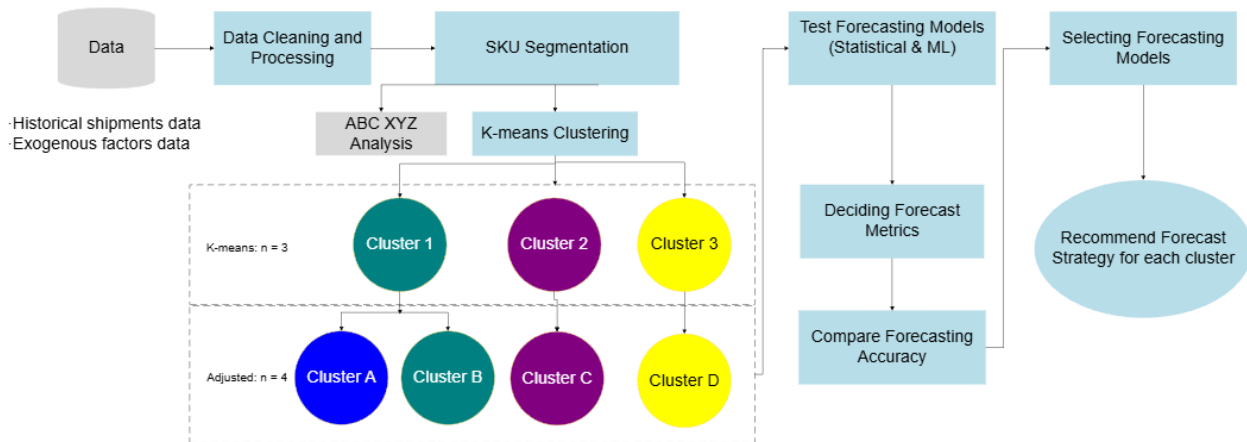 Data
Data Cleaning and
Processing
SKU Segmentation
Test Forecasting Models
(Statistical & ML)
Selecting Forecasting
Models
·Historical shipments data
·Exogenous factors data
ABC XYZ
Analysis
K-means Clustering
K-means: n = 3
Cluster 1
Cluster 2
Cluster 3
Adjusted: n = 4
Cluster A
Cluster B
Cluster C
Cluster D
Deciding Forecast
Metrics
Compare Forecasting
Accuracy
Recommend Forecast
Strategy for each cluster